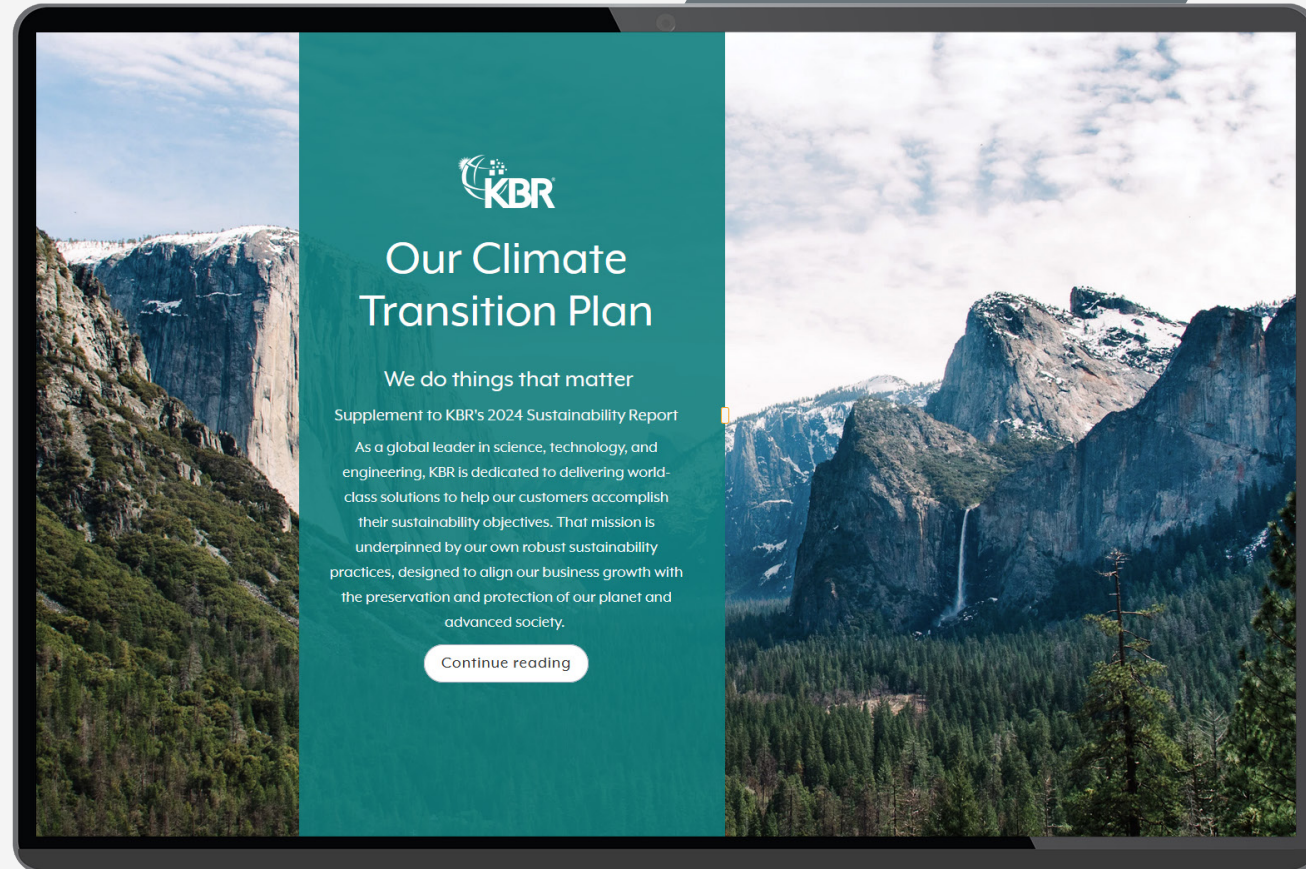 KBR
Our Climate
Transition Plan
We do things that matter
Supplement to KBR's 2024 Sustainability Report
As a global leader in science, technology, and
engineering, KBR is dedicated to delivering world-
class solutions to help our customers accomplish
their sustainability objectives. That mission is
underpinned by our own robust sustainability
practices, designed to align our business growth with
the preservation and protection of our planet and
advanced society.
Continue reading